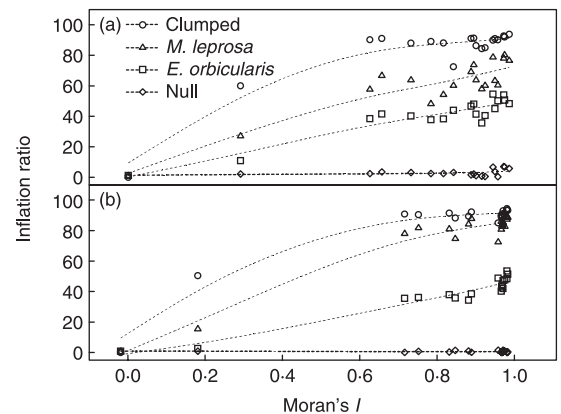 (a)
Clumped
M. leprosa
E. orbicularis
Null
100
80
60
40
20
0
Inflation ratio
(b)
100
80
60
40
20
0
0·0 0·2 0·4 0·6 0·8 1·0
Moran's I